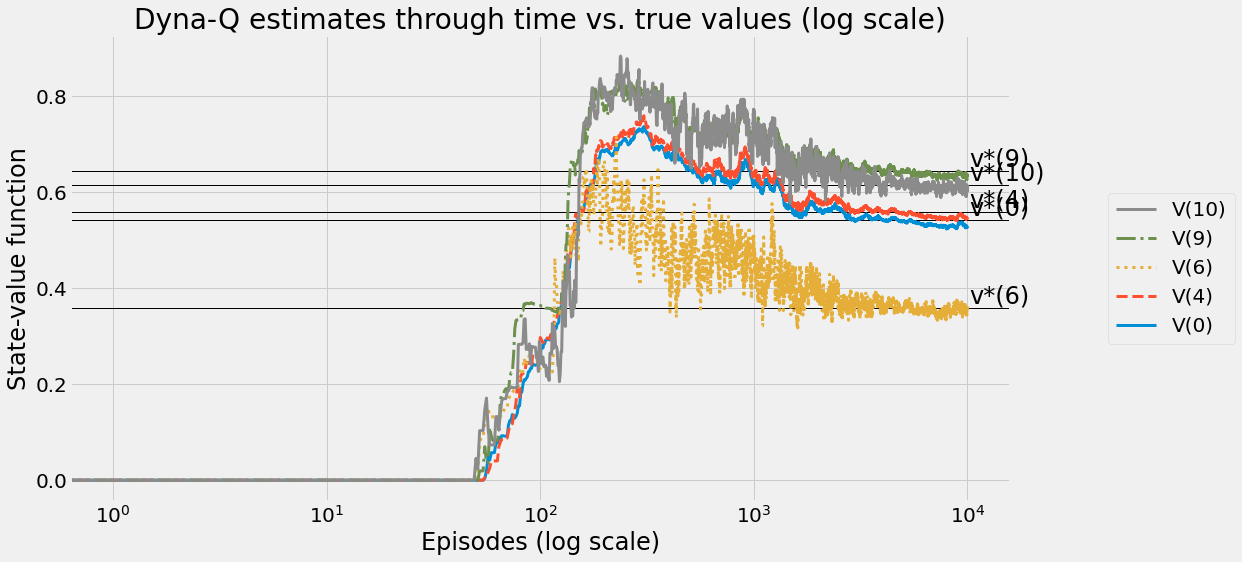 Dyna-Q estimates through time vs. true values (log scale)
State-value function
0.8
0.6
0.4
0.2
0.0
v*(9)
v*(10)
v*(4)
v*(0)
v*(6)
V(10)
V(9)
V(6)
V(4)
V(0)
10⁰
10¹
10²
10³
10⁴
Episodes (log scale)